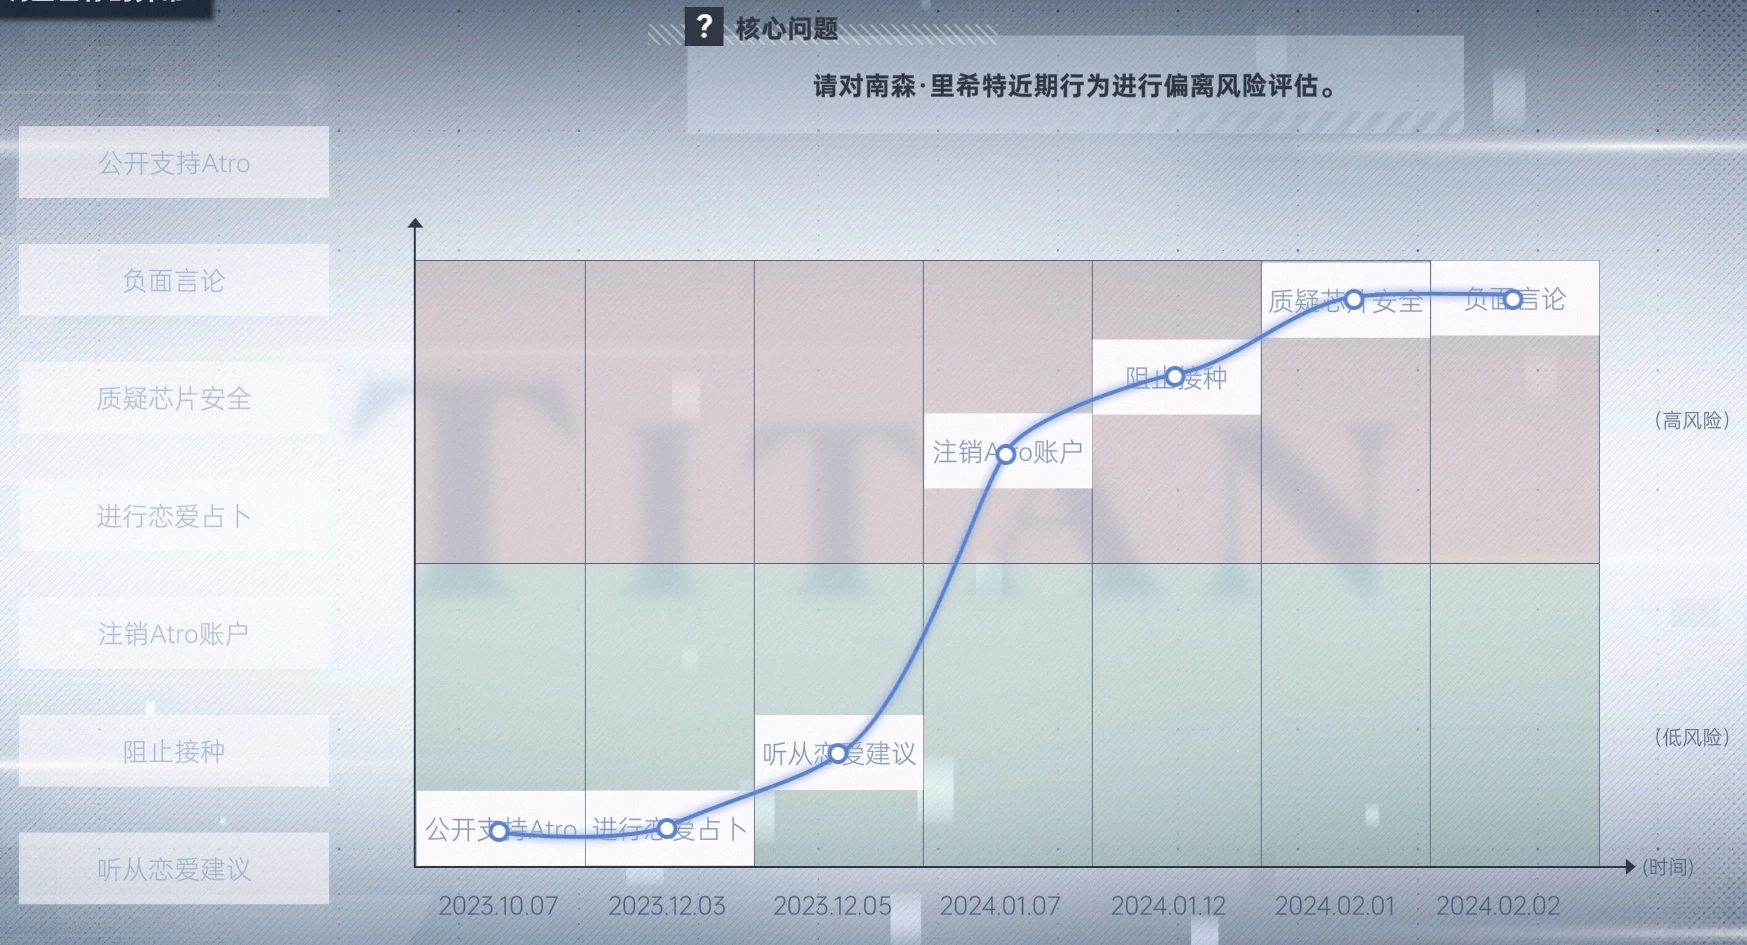 ? 核心问题
请对南森·里希特近期行为进行偏离风险评估。
公开支持Atro
负面言论
质疑芯片安全
进行恋爱占卜
注销Atro账户
阻止接种
听从恋爱建议
TITAN
质疑芯片安全
负面言论
阻止接种
注销Atro账户
听从恋爱建议
公开支持Atro
进行恋爱占卜
(高风险)
(低风险)
(时间)
2023.10.07
2023.12.03
2023.12.05
2024.01.07
2024.01.12
2024.02.01
2024.02.02